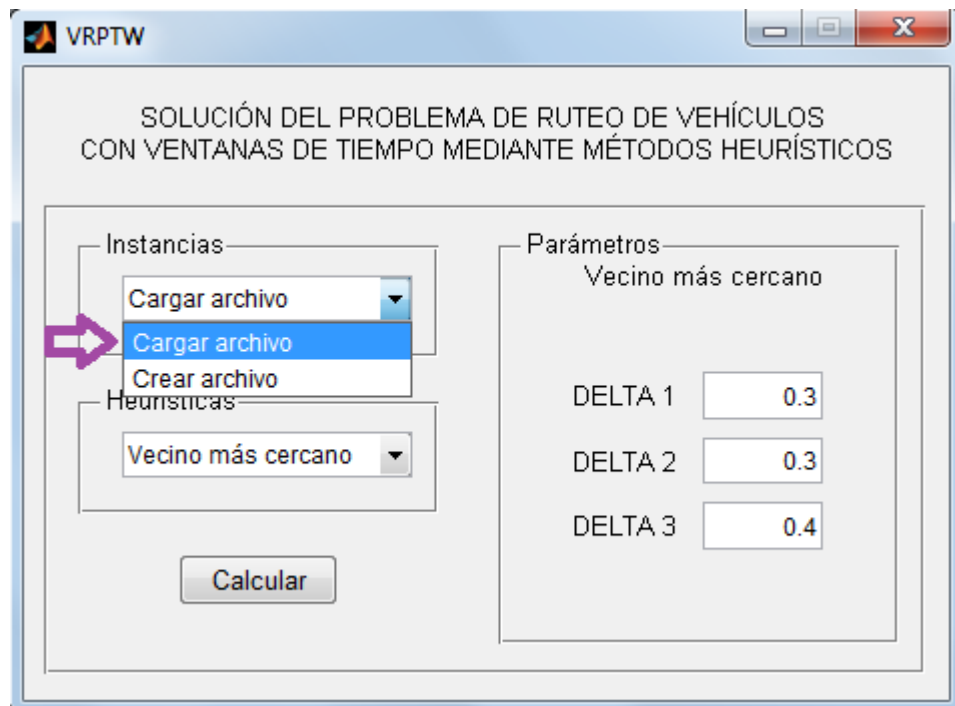 VRPTW
SOLUCIÓN DEL PROBLEMA DE RUTEO DE VEHÍCULOS
CON VENTANAS DE TIEMPO MEDIANTE MÉTODOS HEURÍSTICOS
Instancias
Cargar archivo
Cargar archivo
Crear archivo
Heurísticas
Vecino más cercano
Calcular
Parámetros
Vecino más cercano
DELTA 1 0.3
DELTA 2 0.3
DELTA 3 0.4